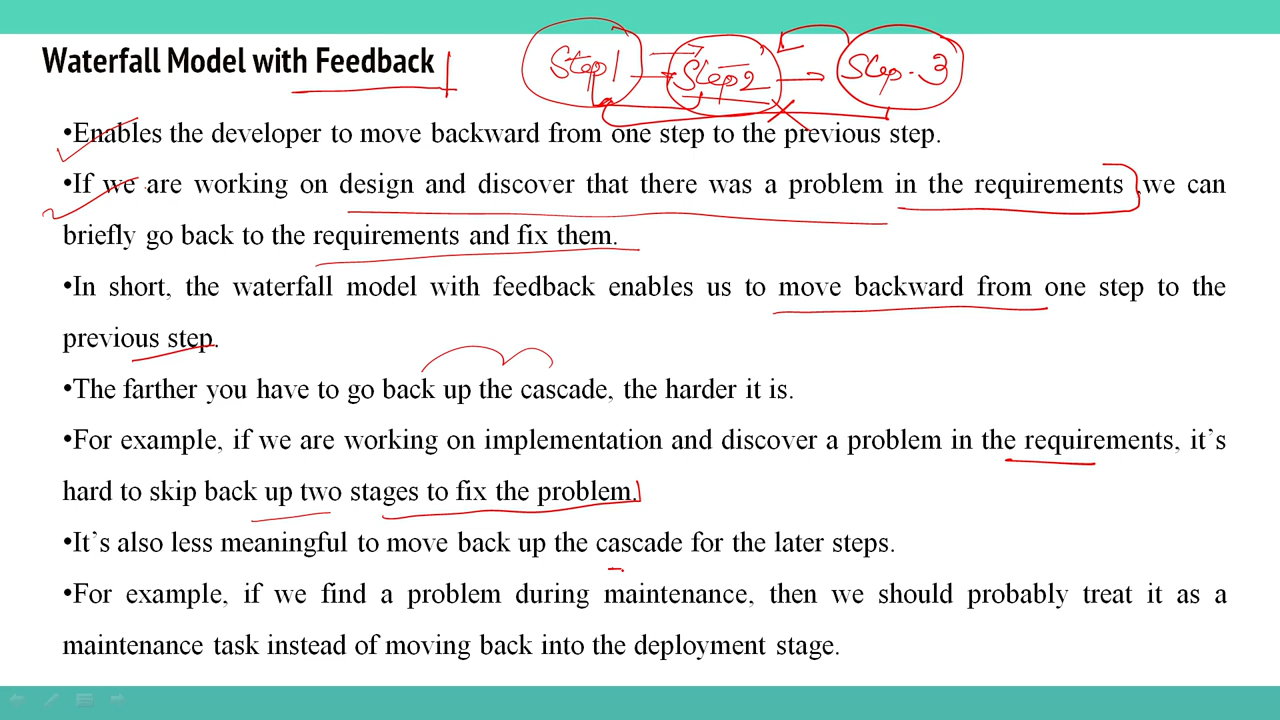 Waterfall Model with Feedback
Step 1 Step 2 Step. 3
•Enables the developer to move backward from one step to the previous step.
•If we are working on design and discover that there was a problem in the requirements, we can
briefly go back to the requirements and fix them.
•In short, the waterfall model with feedback enables us to move backward from one step to the
previous step.
•The farther you have to go back up the cascade, the harder it is.
•For example, if we are working on implementation and discover a problem in the requirements, it's
hard to skip back up two stages to fix the problem.
•It's also less meaningful to move back up the cascade for the later steps.
•For example, if we find a problem during maintenance, then we should probably treat it as a
maintenance task instead of moving back into the deployment stage.